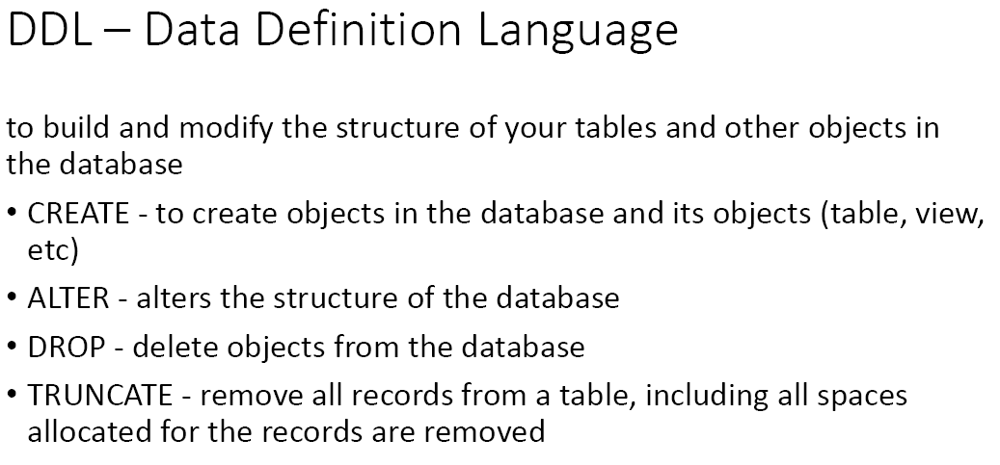 DDL – Data Definition Language
to build and modify the structure of your tables and other objects in
the database
• CREATE - to create objects in the database and its objects (table, view,
etc)
• ALTER - alters the structure of the database
• DROP - delete objects from the database
• TRUNCATE - remove all records from a table, including all spaces
allocated for the records are removed